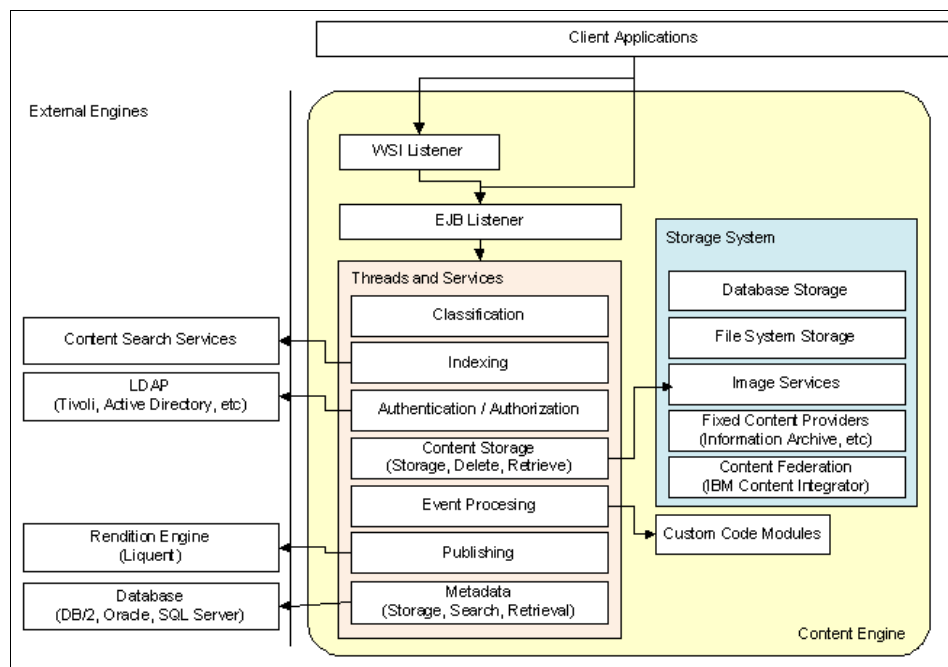 Client Applications
External Engines
WSI Listener
EJB Listener
Storage System
Threads and Services
Database Storage
Classification
Content Search Services
File System Storage
Indexing
LDAP
(Tivoli, Active Directory, etc)
Image Services
Authentication / Authorization
Fixed Content Providers
(Information Archive, etc)
Content Storage
(Storage, Delete, Retrieve)
Content Federation
(IBM Content Integrator)
Event Procesing
Rendition Engine
(Liquent)
Custom Code Modules
Publishing
Database
(DB/2, Oracle, SQL Server)
Metadata
(Storage, Search, Retrieval)
Content Engine